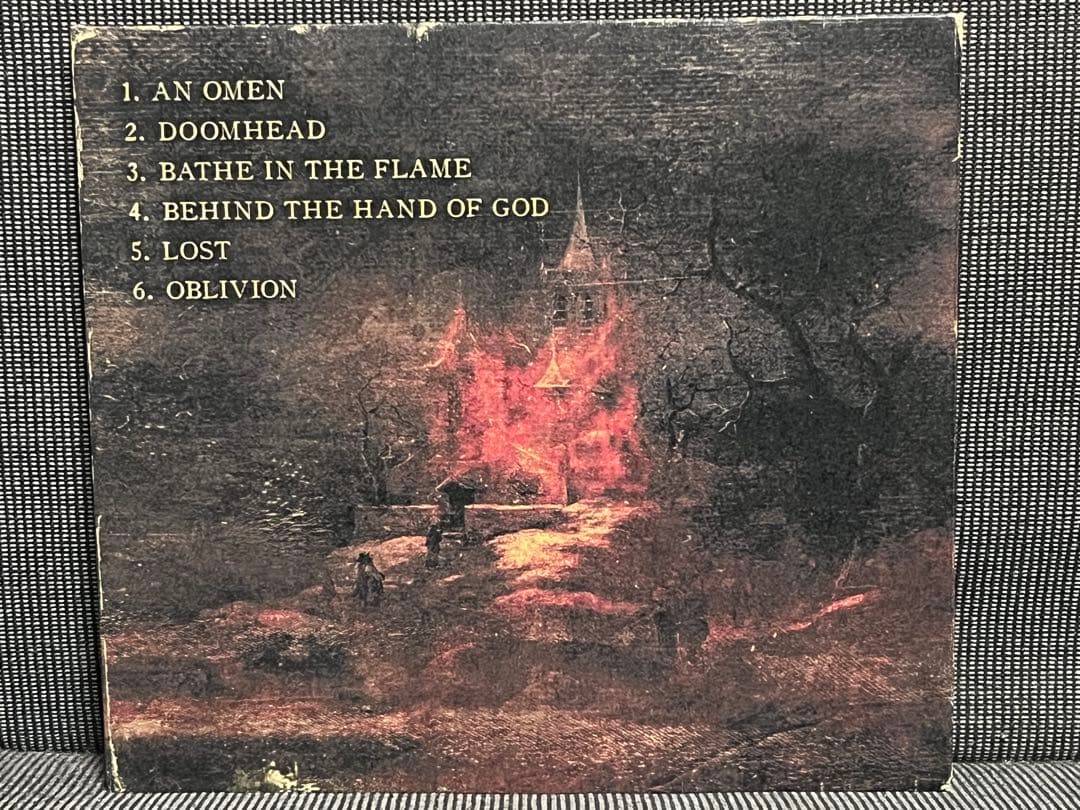 1. AN OMEN
2. DOOMHEAD
3. BATHE IN THE FLAME
4. BEHIND THE HAND OF GOD
5. LOST
6. OBLIVION